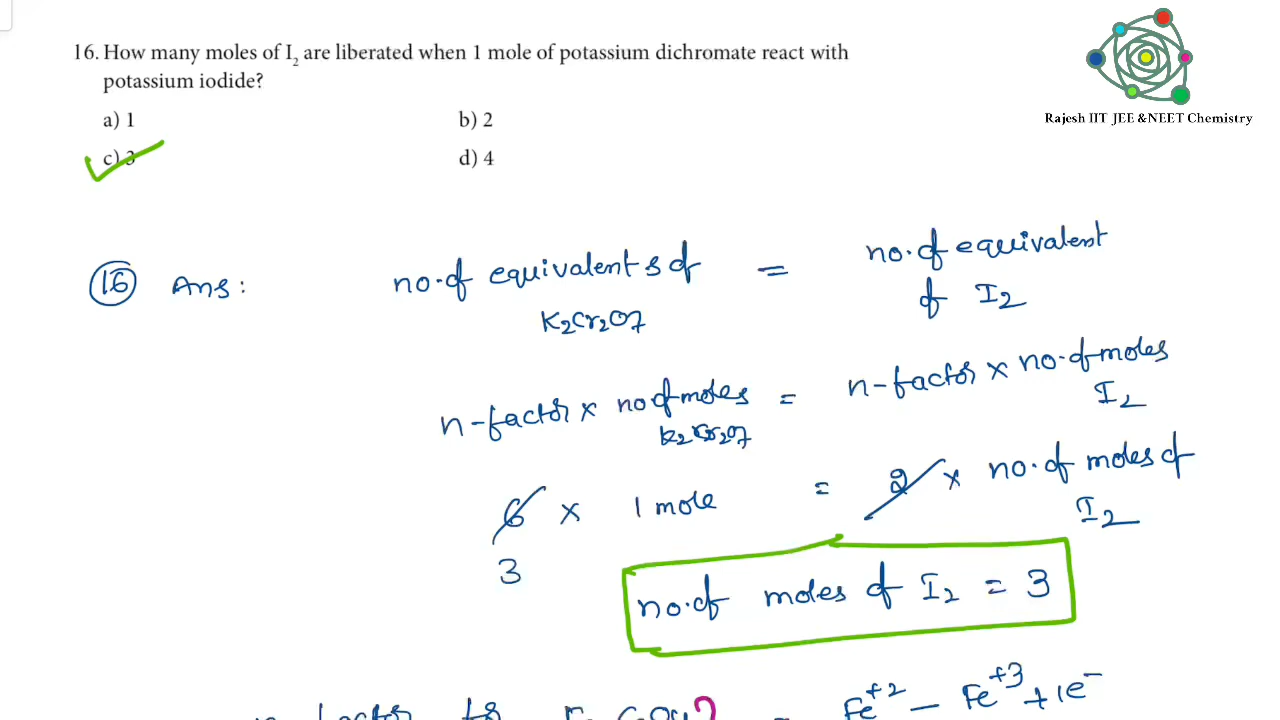 16. How many moles of I2 are liberated when 1 mole of potassium dichromate react with
potassium iodide?
a) 1
b) 2
c) 3
d) 4
Rajesh IIT JEE &NEET Chemistry
16 Ans :
no.of equivalents of K2Cr2O7 = no.of equivalent of I2
n-factor x no of moles K2Cr2O7 = n-factor x no.of moles I2
6 x 1 mole = 2 x no.of moles of I2
3
no.of moles of I2 = 3
Fe+2 – Fe+3 + 1e-